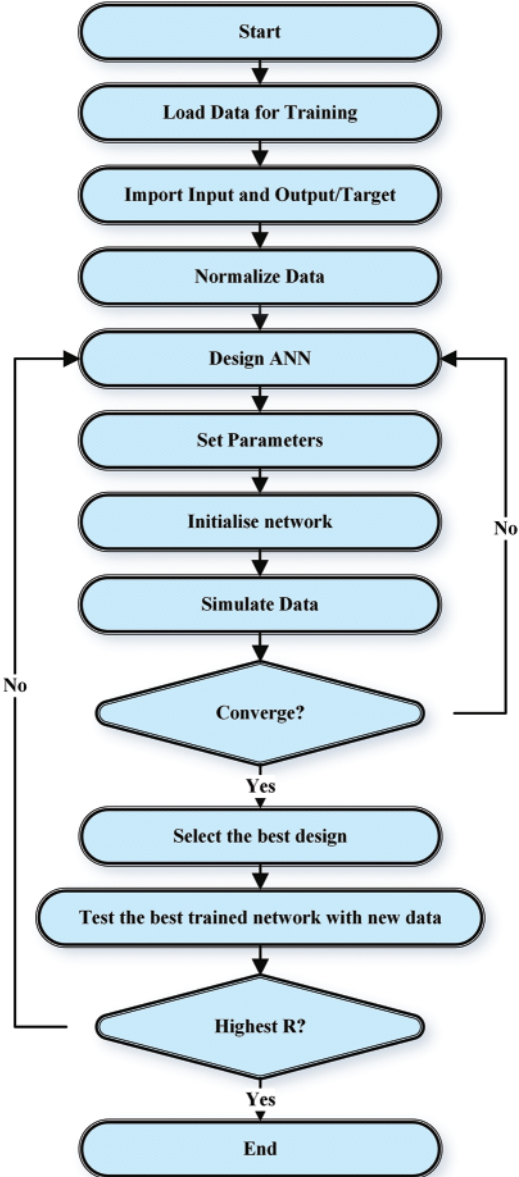 Start
Load Data for Training
Import Input and Output/Target
Normalize Data
Design ANN
Set Parameters
Initialise network
No
Simulate Data
No
Converge?
Yes
Select the best design
Test the best trained network with new data
Highest R?
Yes
End